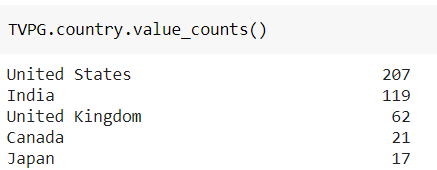 TVPG.country.value_counts()
United States 207
India 119
United Kingdom 62
Canada 21
Japan 17